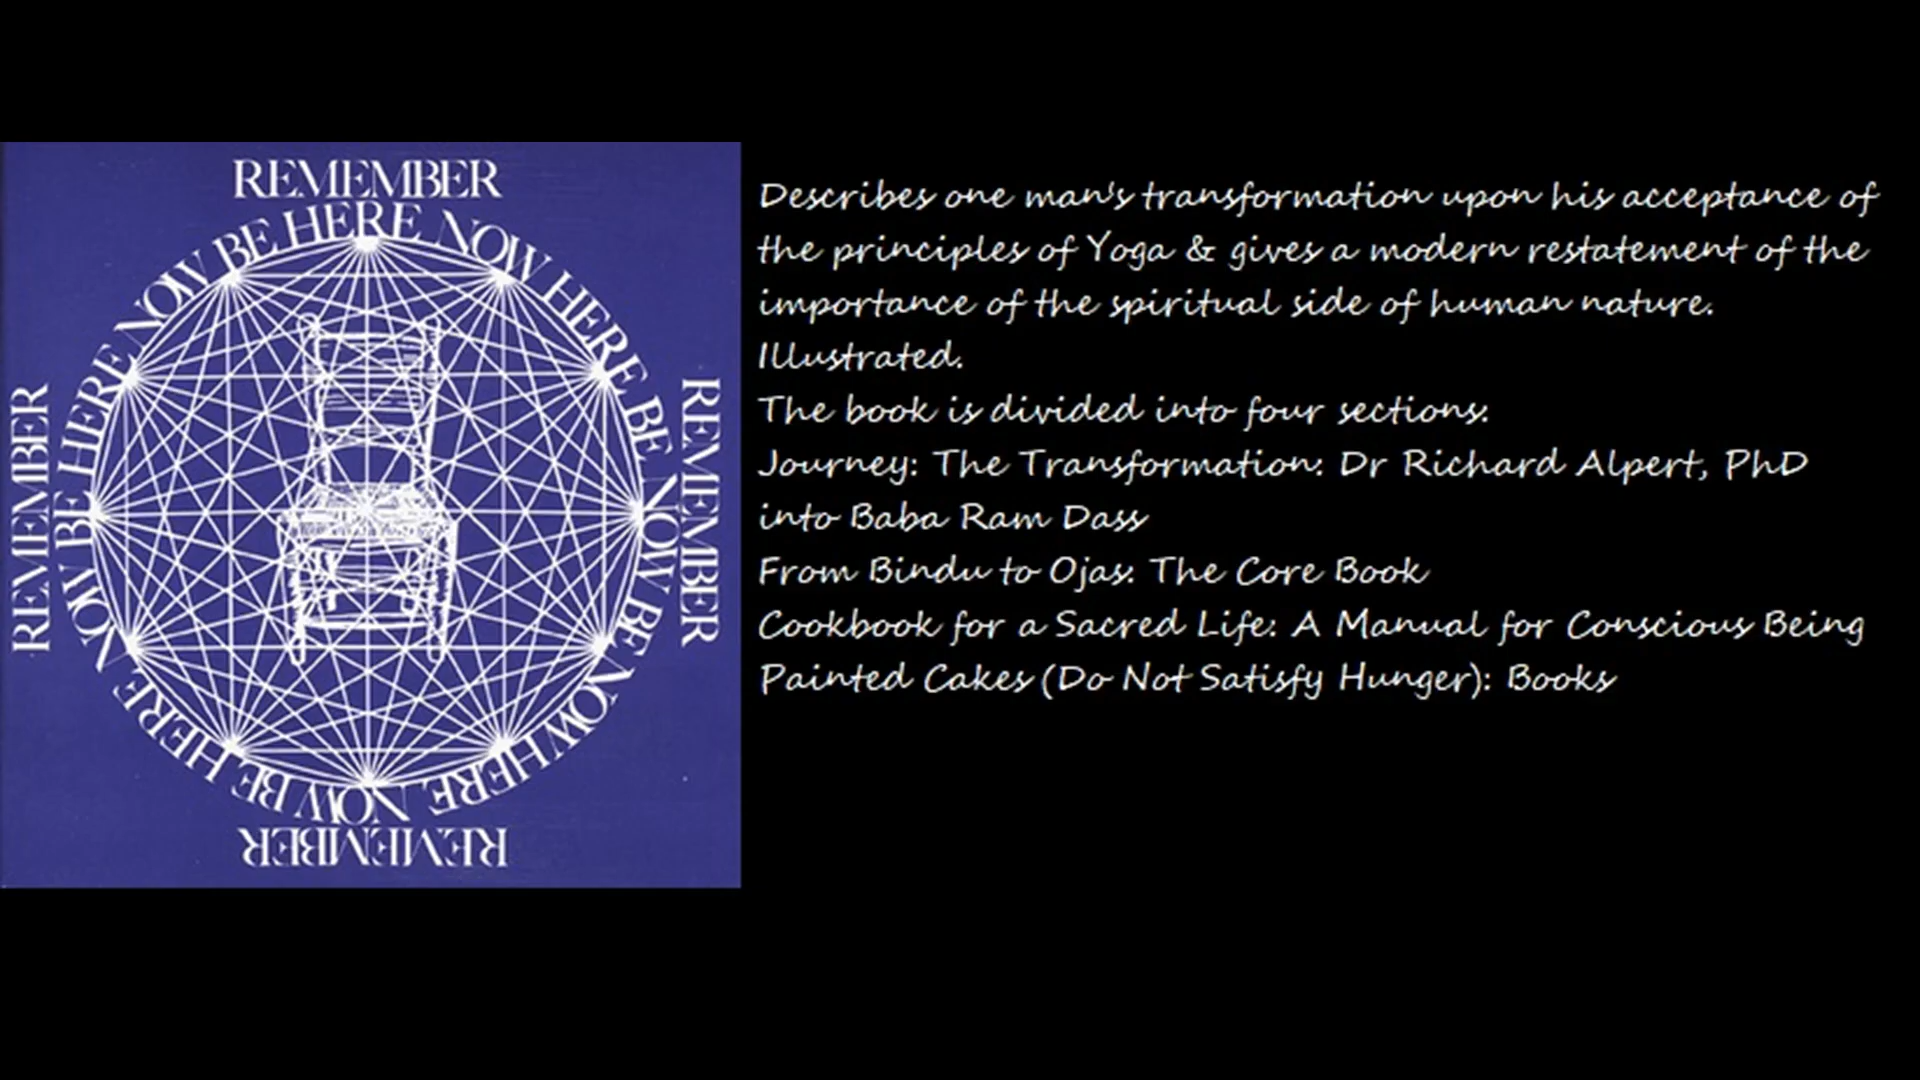 REMEMBER
BE HERE NOW HERE BE NOW BE NOWHERE NOW BE HERE NOW BE HERE NOW
REMEMBER
REMEMBER
REMEMBER
Describes one man's transformation upon his acceptance of
the principles of Yoga & gives a modern restatement of the
importance of the spiritual side of human nature.
Illustrated.
The book is divided into four sections:
Journey: The Transformation: Dr Richard Alpert, PhD
into Baba Ram Dass
From Bindu to Ojas: The Core Book
Cookbook for a Sacred Life: A Manual for Conscious Being
Painted Cakes (Do Not Satisfy Hunger): Books